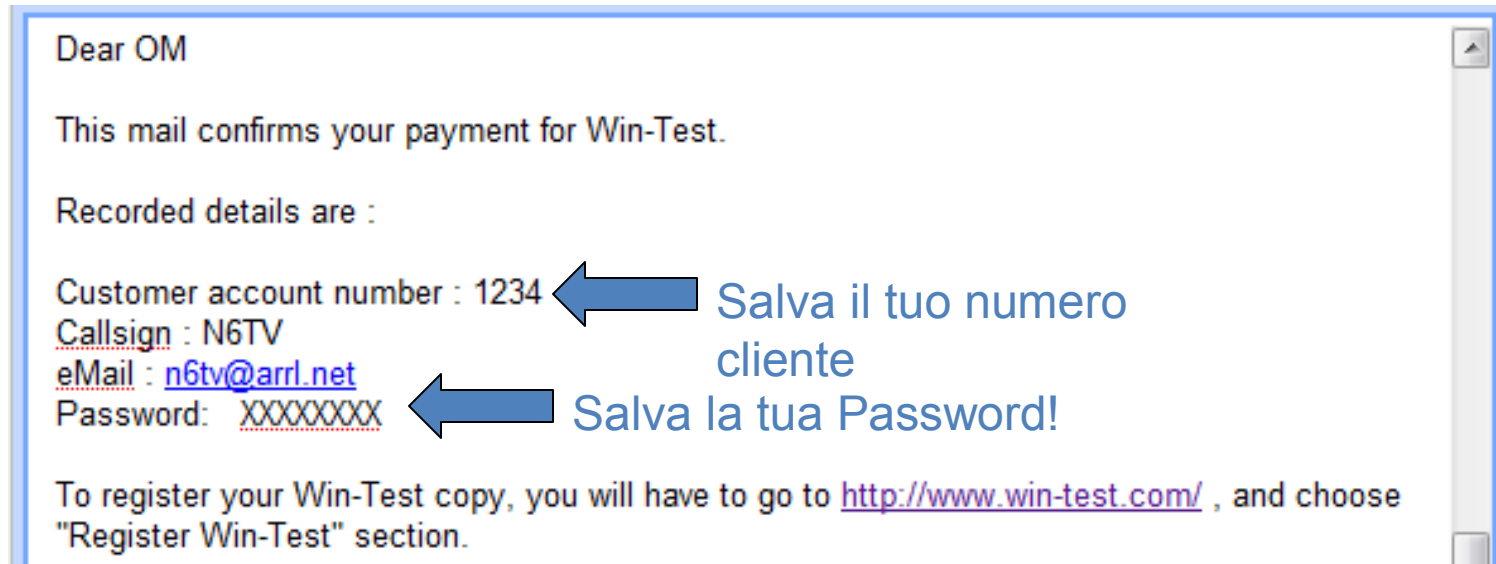 Dear OM
This mail confirms your payment for Win-Test.
Recorded details are :
Customer account number : 1234
Salva il tuo numero
cliente
Callsign : N6TV
eMail : n6tv@arrl.net
Password: XXXXXXXX
Salva la tua Password!
To register your Win-Test copy, you will have to go to http://www.win-test.com/ , and choose
"Register Win-Test" section.